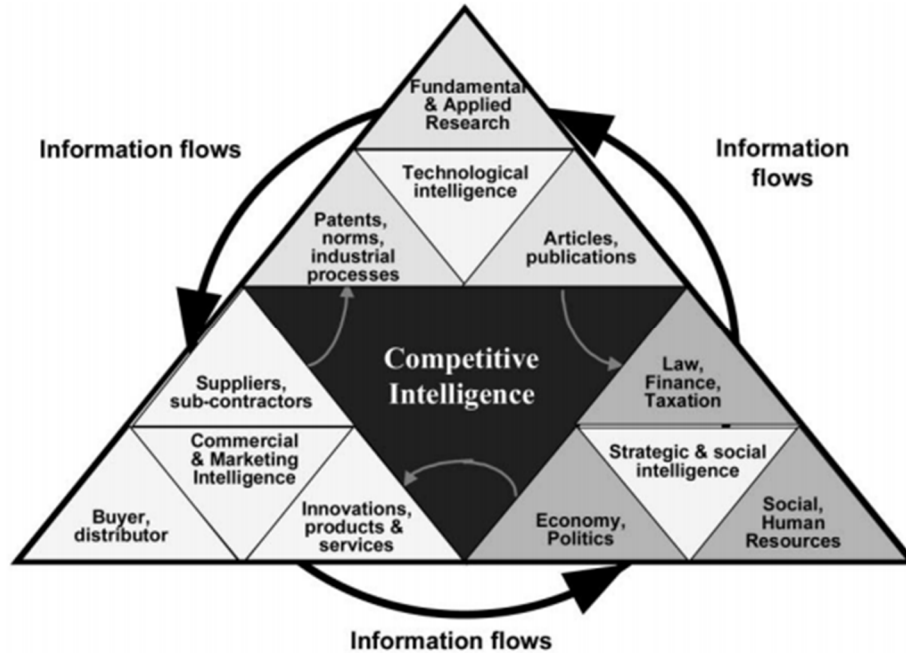 Fundamental
& Applied
Research
Information flows
Information
flows
Technological
intelligence
Patents,
norms,
industrial
processes
Articles,
publications
Competitive
Intelligence
Suppliers,
sub-contractors
Law,
Finance,
Taxation
Commercial
& Marketing
Intelligence
Strategic & social
intelligence
Buyer,
distributor
Innovations,
products &
services
Economy,
Politics
Social,
Human
Resources
Information flows